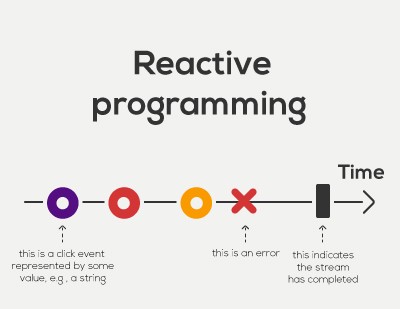 Reactive
programming
Time
this is a click event
represented by some
value, e.g , a string
this is an error
this indicates
the stream
has completed